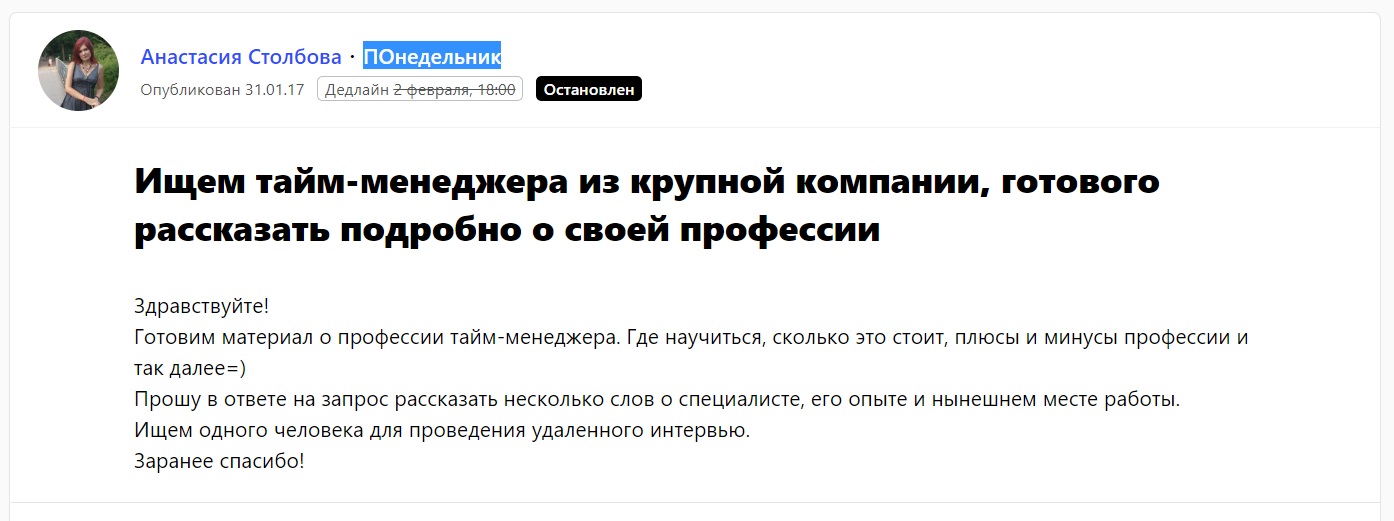 Анастасия Столбова · ПОнедельник
Опубликован 31.01.17 Дедлайн 2 февраля, 18:00 Остановлен
Ищем тайм-менеджера из крупной компании, готового
рассказать подробно о своей профессии
Здравствуйте!
Готовим материал о профессии тайм-менеджера. Где научиться, сколько это стоит, плюсы и минусы профессии и
так далее=)
Прошу в ответе на запрос рассказать несколько слов о специалисте, его опыте и нынешнем месте работы.
Ищем одного человека для проведения удаленного интервью.
Заранее спасибо!